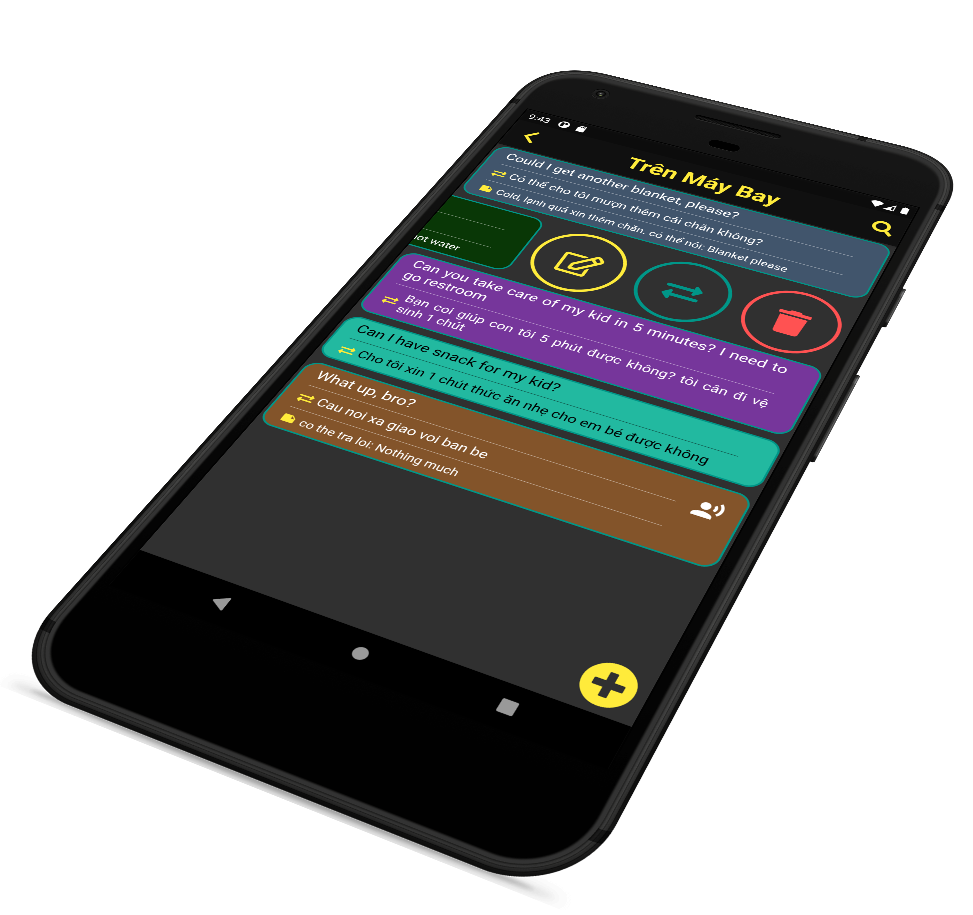 9:43
Trên Máy Bay
Could I get another blanket, please?
Có thể cho tôi mượn thêm cái chăn không?
Cold, lạnh quá xin thêm chăn. có thể nói: Blanket please
hot water
Can you take care of my kid in 5 minutes? I need to
go restroom
Bạn coi giúp con tôi 5 phút được không? tôi cần đi vệ
sinh 1 chút
Can I have snack for my kid?
Cho tôi xin 1 chút thức ăn nhẹ cho em bé được không
What up, bro?
Cau noi xa giao voi ban be
co the tra loi: Nothing much